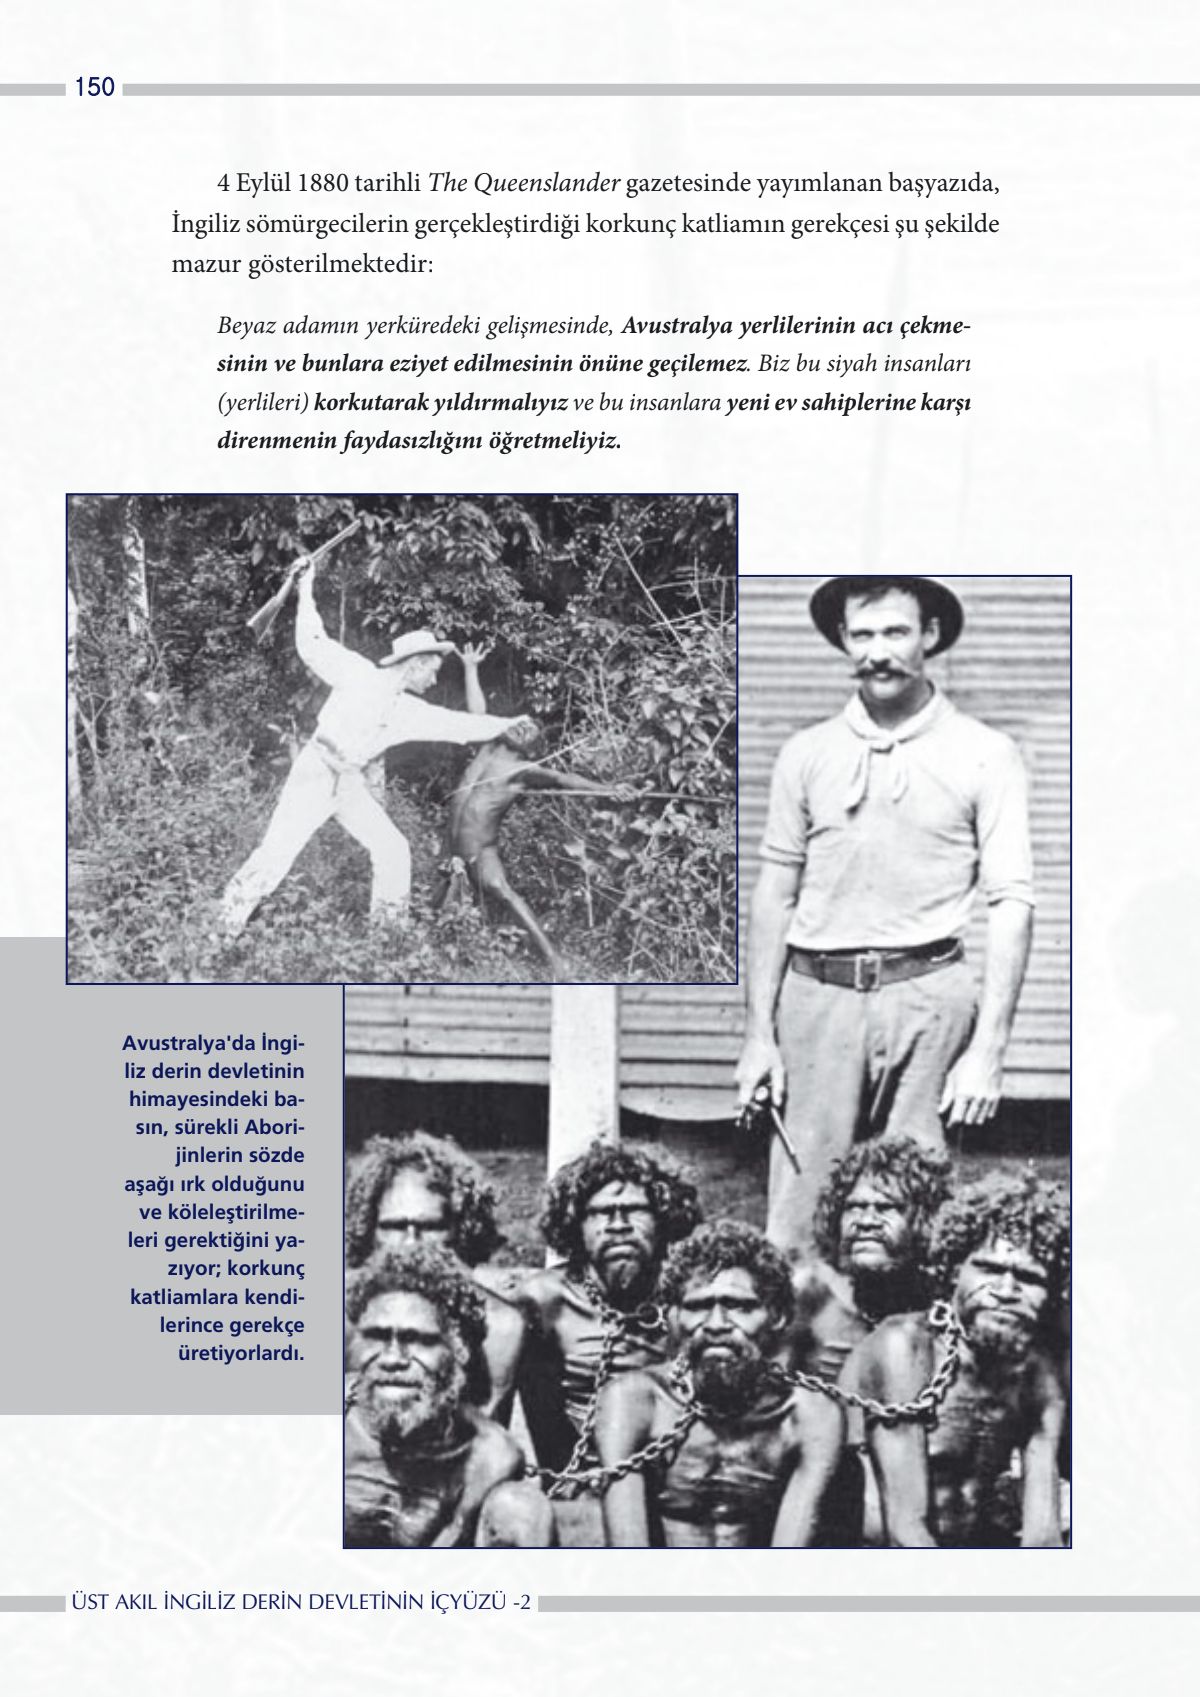 150
4 Eylül 1880 tarihli The Queenslander gazetesinde yayımlanan başyazıda,
İngiliz sömürgecilerin gerçekleştirdiği korkunç katliamın gerekçesi şu şekilde
mazur gösterilmektedir:
Beyaz adamın yerküredeki gelişmesinde, Avustralya yerlilerinin acı çekme-
sinin ve bunlara eziyet edilmesinin önüne geçilemez. Biz bu siyah insanları
(yerlileri) korkutarak yıldırmalıyız ve bu insanlara yeni ev sahiplerine karşı
direnmenin faydasızlığını öğretmeliyiz.
Avustralya'da İngi-
liz derin devletinin
himayesindeki ba-
sın, sürekli Abori-
jinlerin sözde
aşağı ırk olduğunu
ve köleleştirilme-
leri gerektiğini ya-
zıyor; korkunç
katliamlara kendi-
lerince gerekçe
üretiyorlardı.
ÜST AKIL İNGİLİZ DERİN DEVLETİNİN İÇYÜZÜ -2